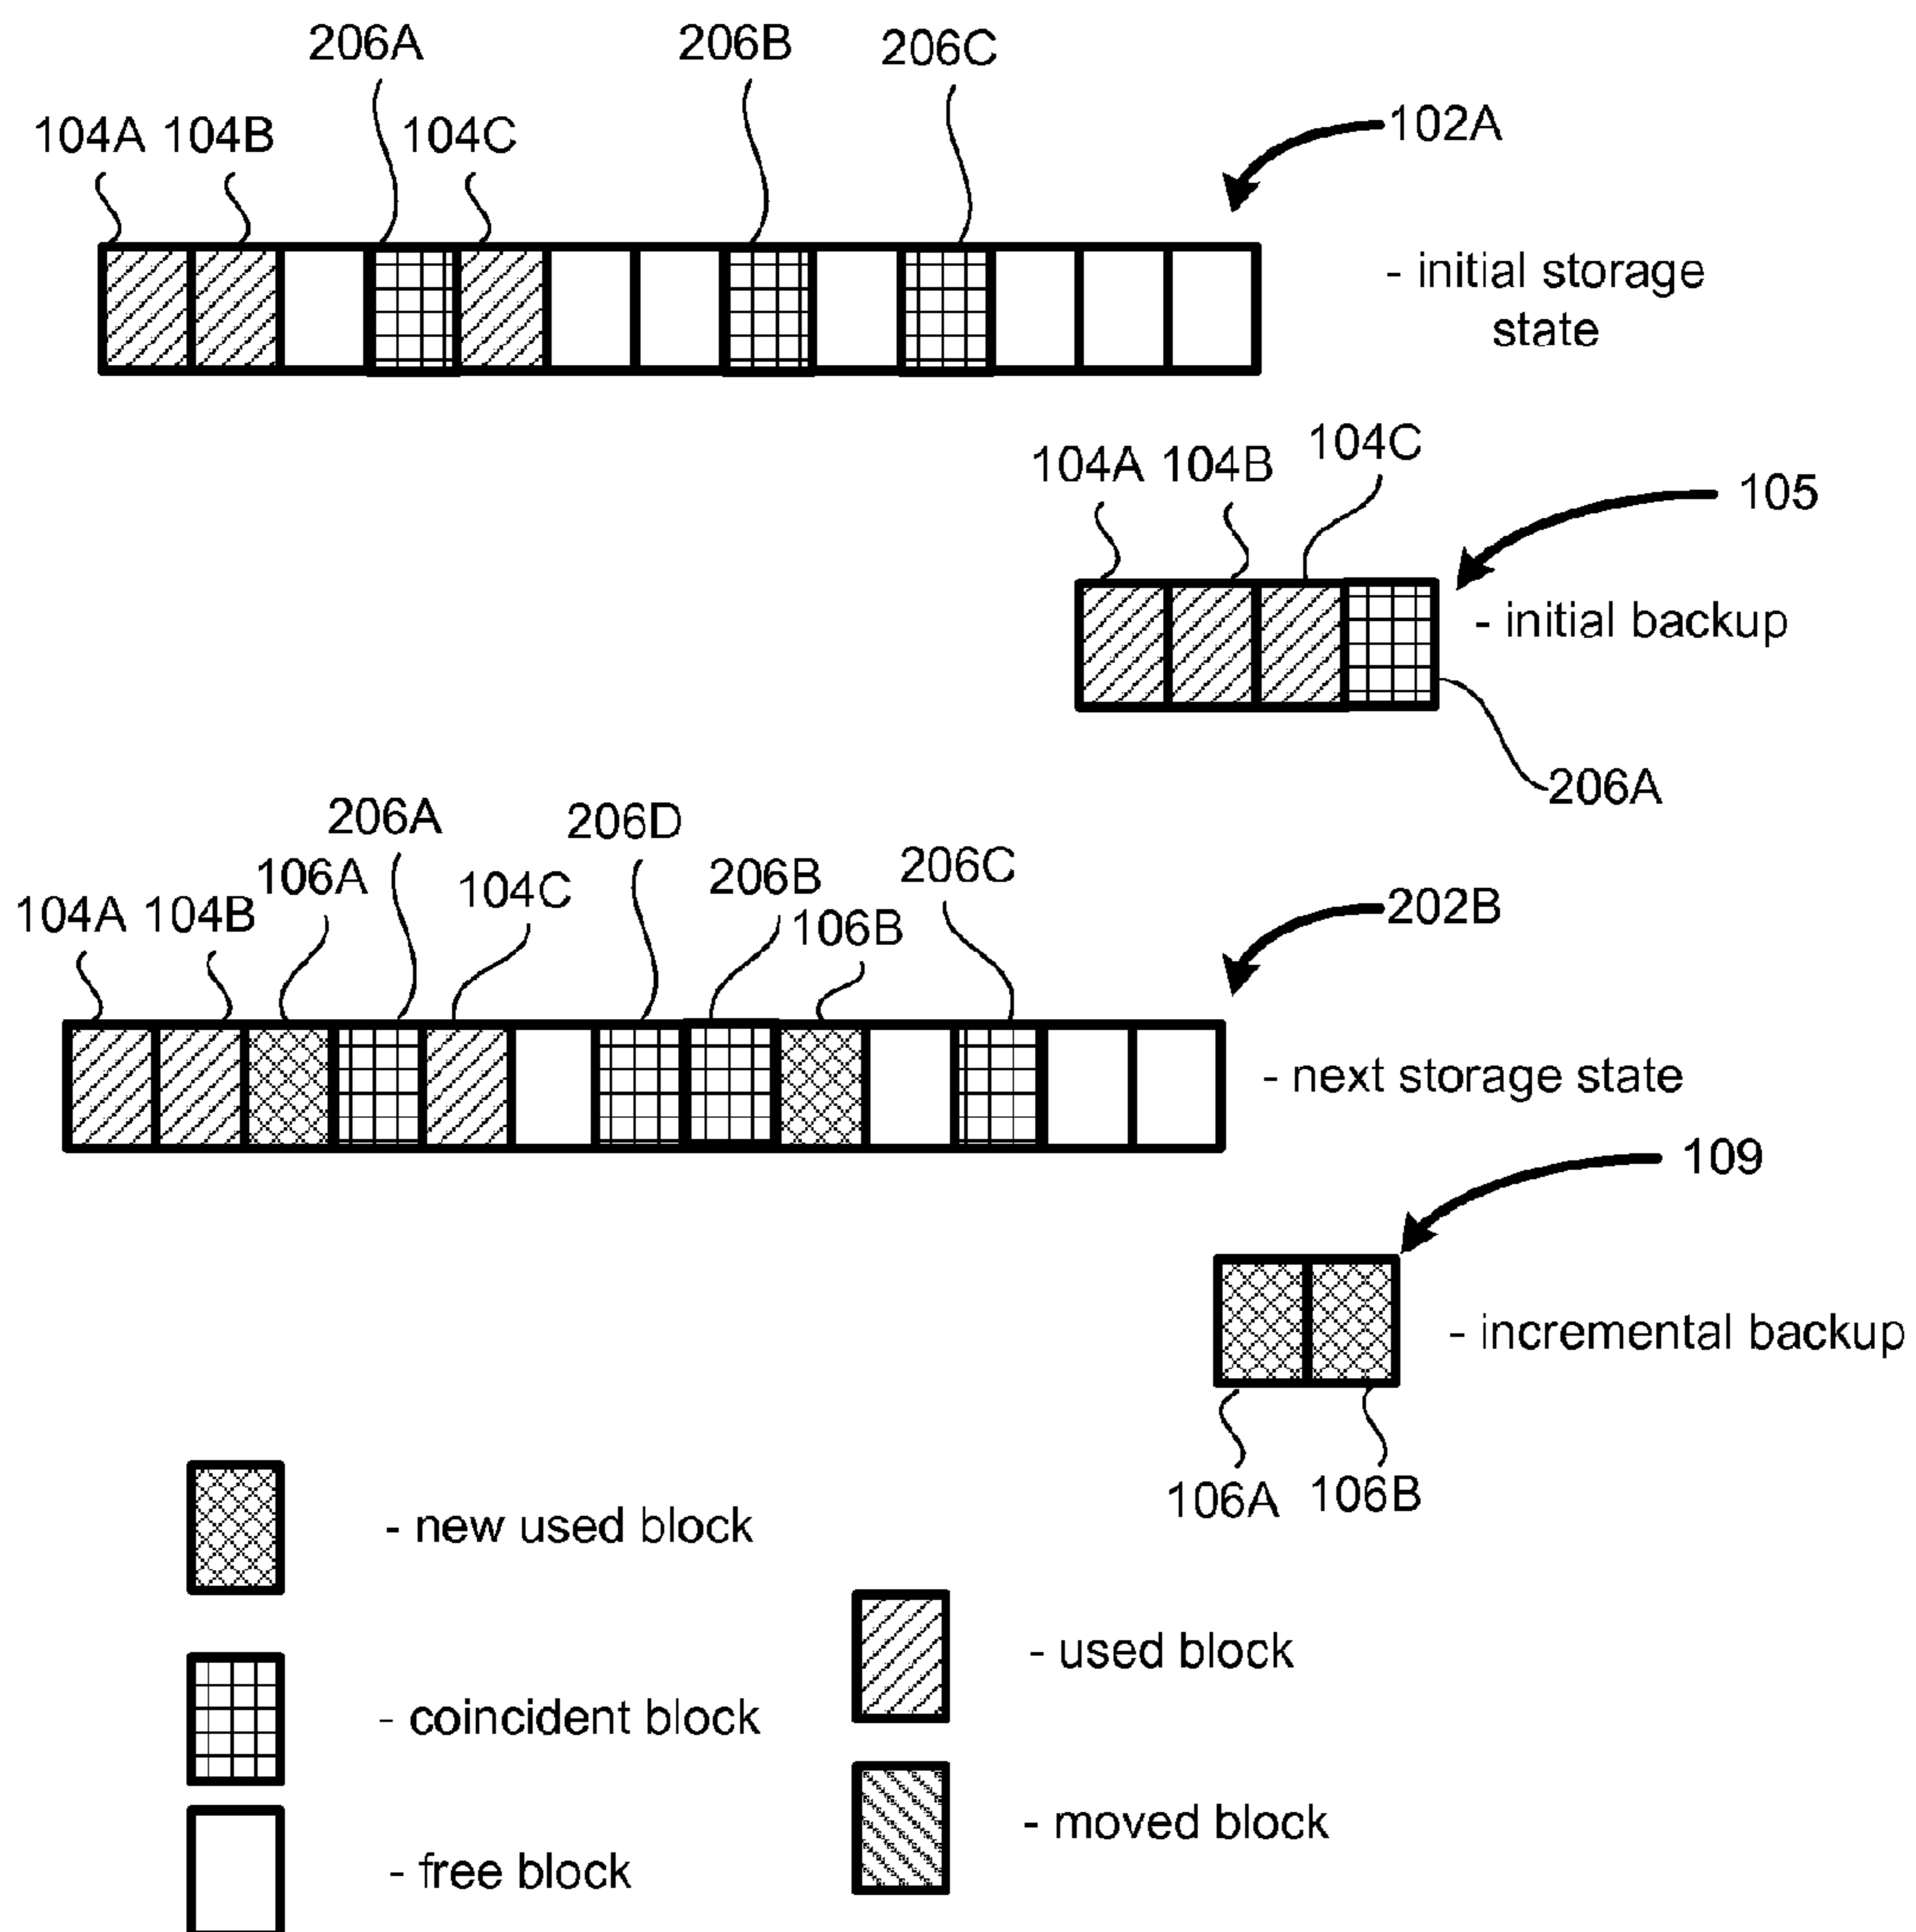 206A 206B 206C
104A 104B 104C 102A
- initial storage
state
104A 104B 104C
105
- initial backup
206A
206A 206D
106A 104C 206B 206C
104A 104B 106B 202B
- next storage state
109
- incremental backup
106A 106B
- new used block
- used block
- coincident block
- moved block
- free block